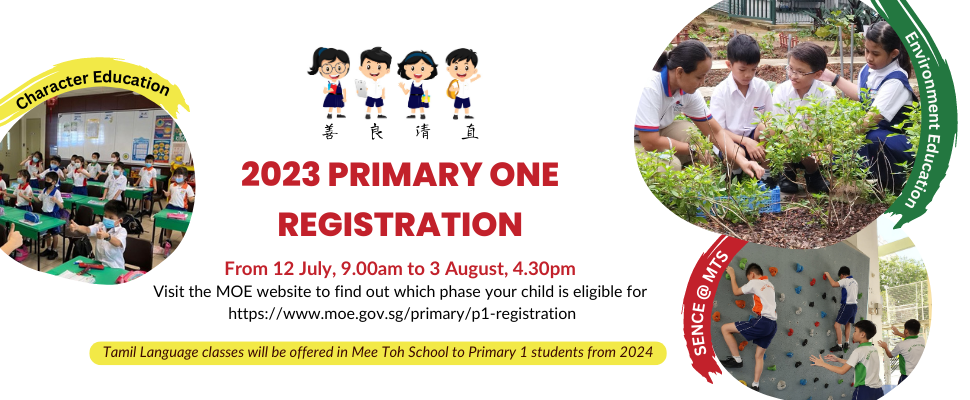 Character Education
善 良 清 直
2023 PRIMARY ONE
REGISTRATION
From 12 July, 9.00am to 3 August, 4.30pm
Visit the MOE website to find out which phase your child is eligible for
https://www.moe.gov.sg/primary/p1-registration
Tamil Language classes will be offered in Mee Toh School to Primary 1 students from 2024
Environment Education
SENCE @ MTS